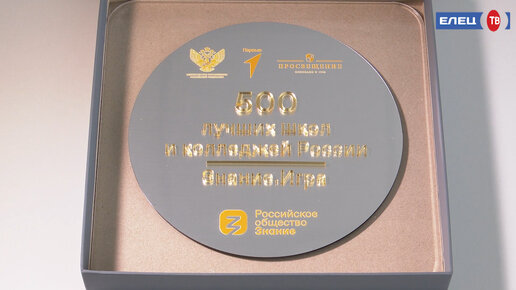 ЕЛЕЦ ТВ
Первые
ПРОСВЕЩЕНИЕ
500
лучших школ
и колледжей России
Знание.Игра
Российское
общество
Знание